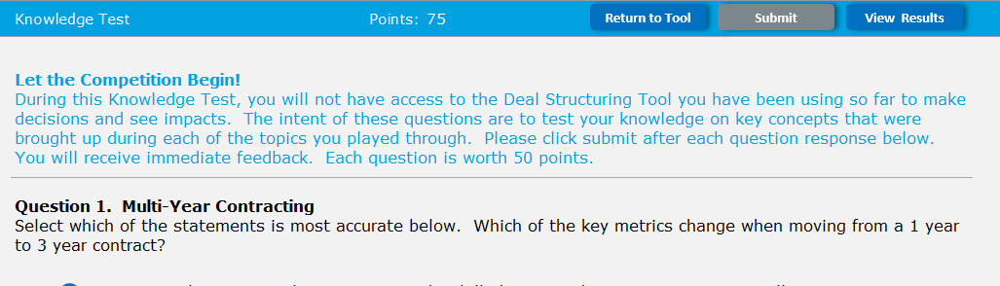 Knowledge Test Points: 75 Return to Tool Submit View Results
Let the Competition Begin!
During this Knowledge Test, you will not have access to the Deal Structuring Tool you have been using so far to make
decisions and see impacts. The intent of these questions are to test your knowledge on key concepts that were
brought up during each of the topics you played through. Please click submit after each question response below.
You will receive immediate feedback. Each question is worth 50 points.
Question 1. Multi-Year Contracting
Select which of the statements is most accurate below. Which of the key metrics change when moving from a 1 year
to 3 year contract?